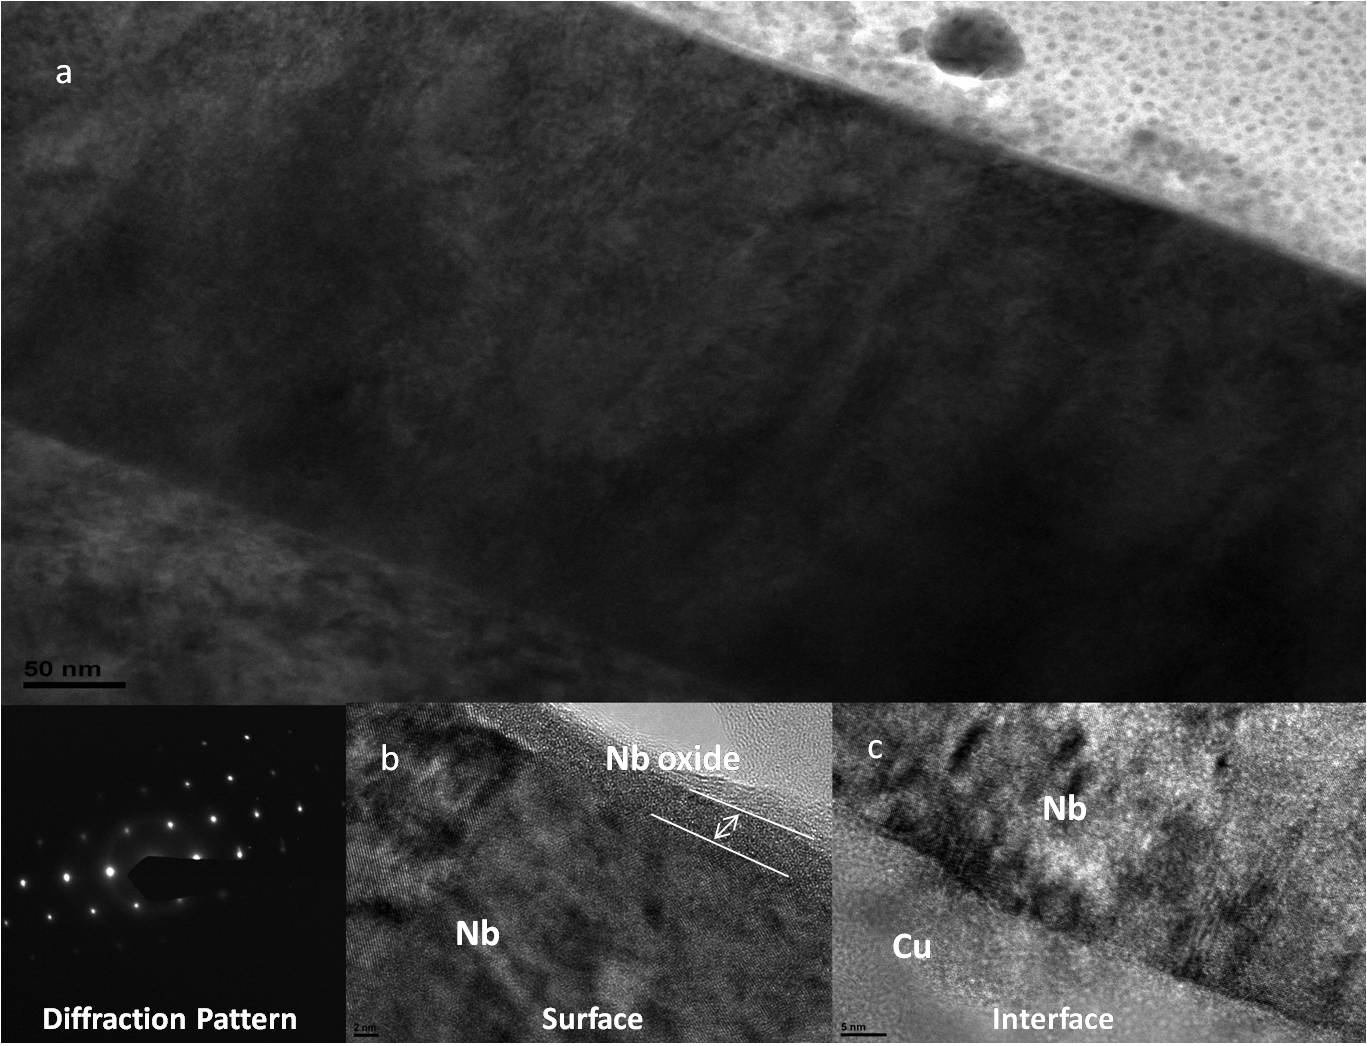 a
50 nm
b
Nb oxide
Nb
2 nm
Surface
c
Nb
Cu
5 nm
Interface
Diffraction Pattern